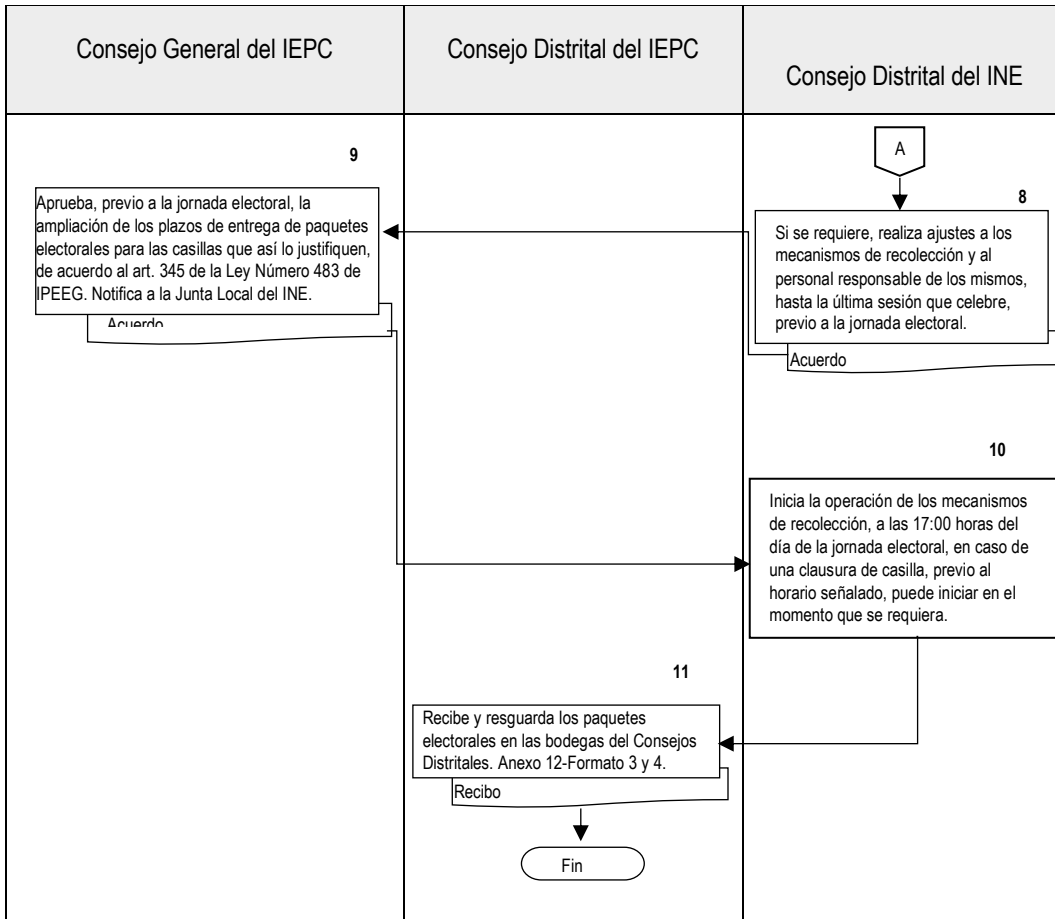 Consejo General del IEPC
Consejo Distrital del IEPC
Consejo Distrital del INE
A
8
Si se requiere, realiza ajustes a los
mecanismos de recolección y al
personal responsable de los mismos,
hasta la última sesión que celebre,
previo a la jornada electoral.
Acuerdo
9
Aprueba, previo a la jornada electoral, la
ampliación de los plazos de entrega de paquetes
electorales para las casillas que así lo justifiquen,
de acuerdo al art. 345 de la Ley Número 483 de
IPEEG. Notifica a la Junta Local del INE.
Acuerdo
10
Inicia la operación de los mecanismos
de recolección, a las 17:00 horas del
día de la jornada electoral, en caso de
una clausura de casilla, previo al
horario señalado, puede iniciar en el
momento que se requiera.
11
Recibe y resguarda los paquetes
electorales en las bodegas del Consejos
Distritales. Anexo 12-Formato 3 y 4.
Recibo
Fin